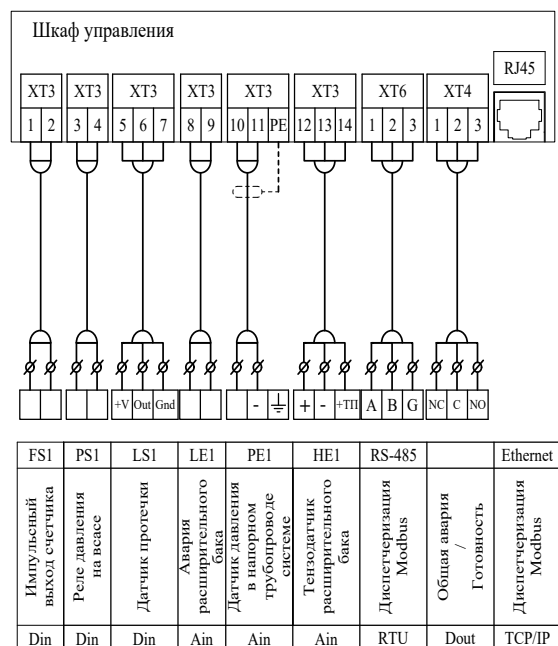 Шкаф управления
RJ45
XT3 XT3 XT3 XT3 XT3 XT3 XT6 XT4
1 2 3 4 5 6 7 8 9 10 11 PE 12 13 14 1 2 3 1 2 3
+V Out Gnd - + - +ТП A B G NC C NO
FS1 PS1 LS1 LE1 PE1 HE1 RS-485 Ethernet
Импульсный
выход счетчика
Реле давления
на всасе
Датчик протечки
Авария
расширительного
бака
Датчик давления
в напорном
трубопроводе
системе
Тензодатчик
расширительного
бака
Диспетчеризация
Modbus
Общая авария
/
Готовность
Диспетчеризация
Modbus
Din Din Din Ain Ain Ain RTU Dout TCP/IP